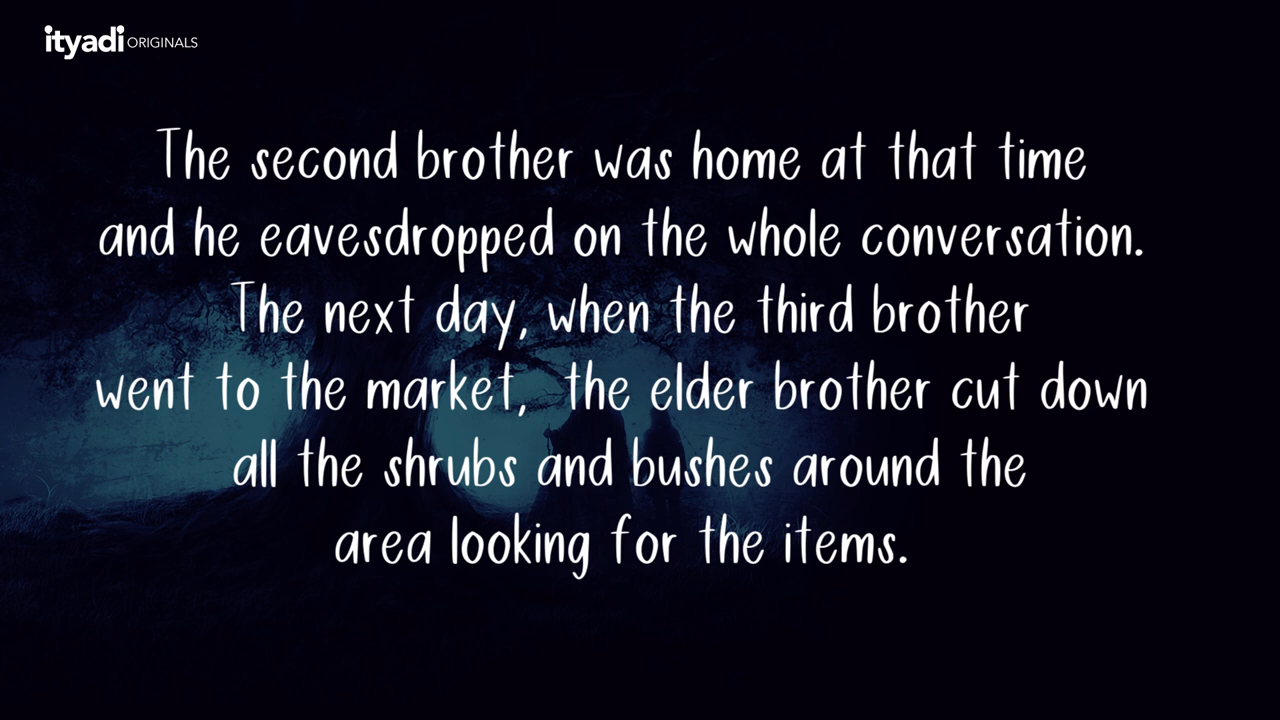 ityadi ORIGINALS
The second brother was home at that time
and he eavesdropped on the whole conversation.
The next day, when the third brother
went to the market, the elder brother cut down
all the shrubs and bushes around the
area looking for the items.